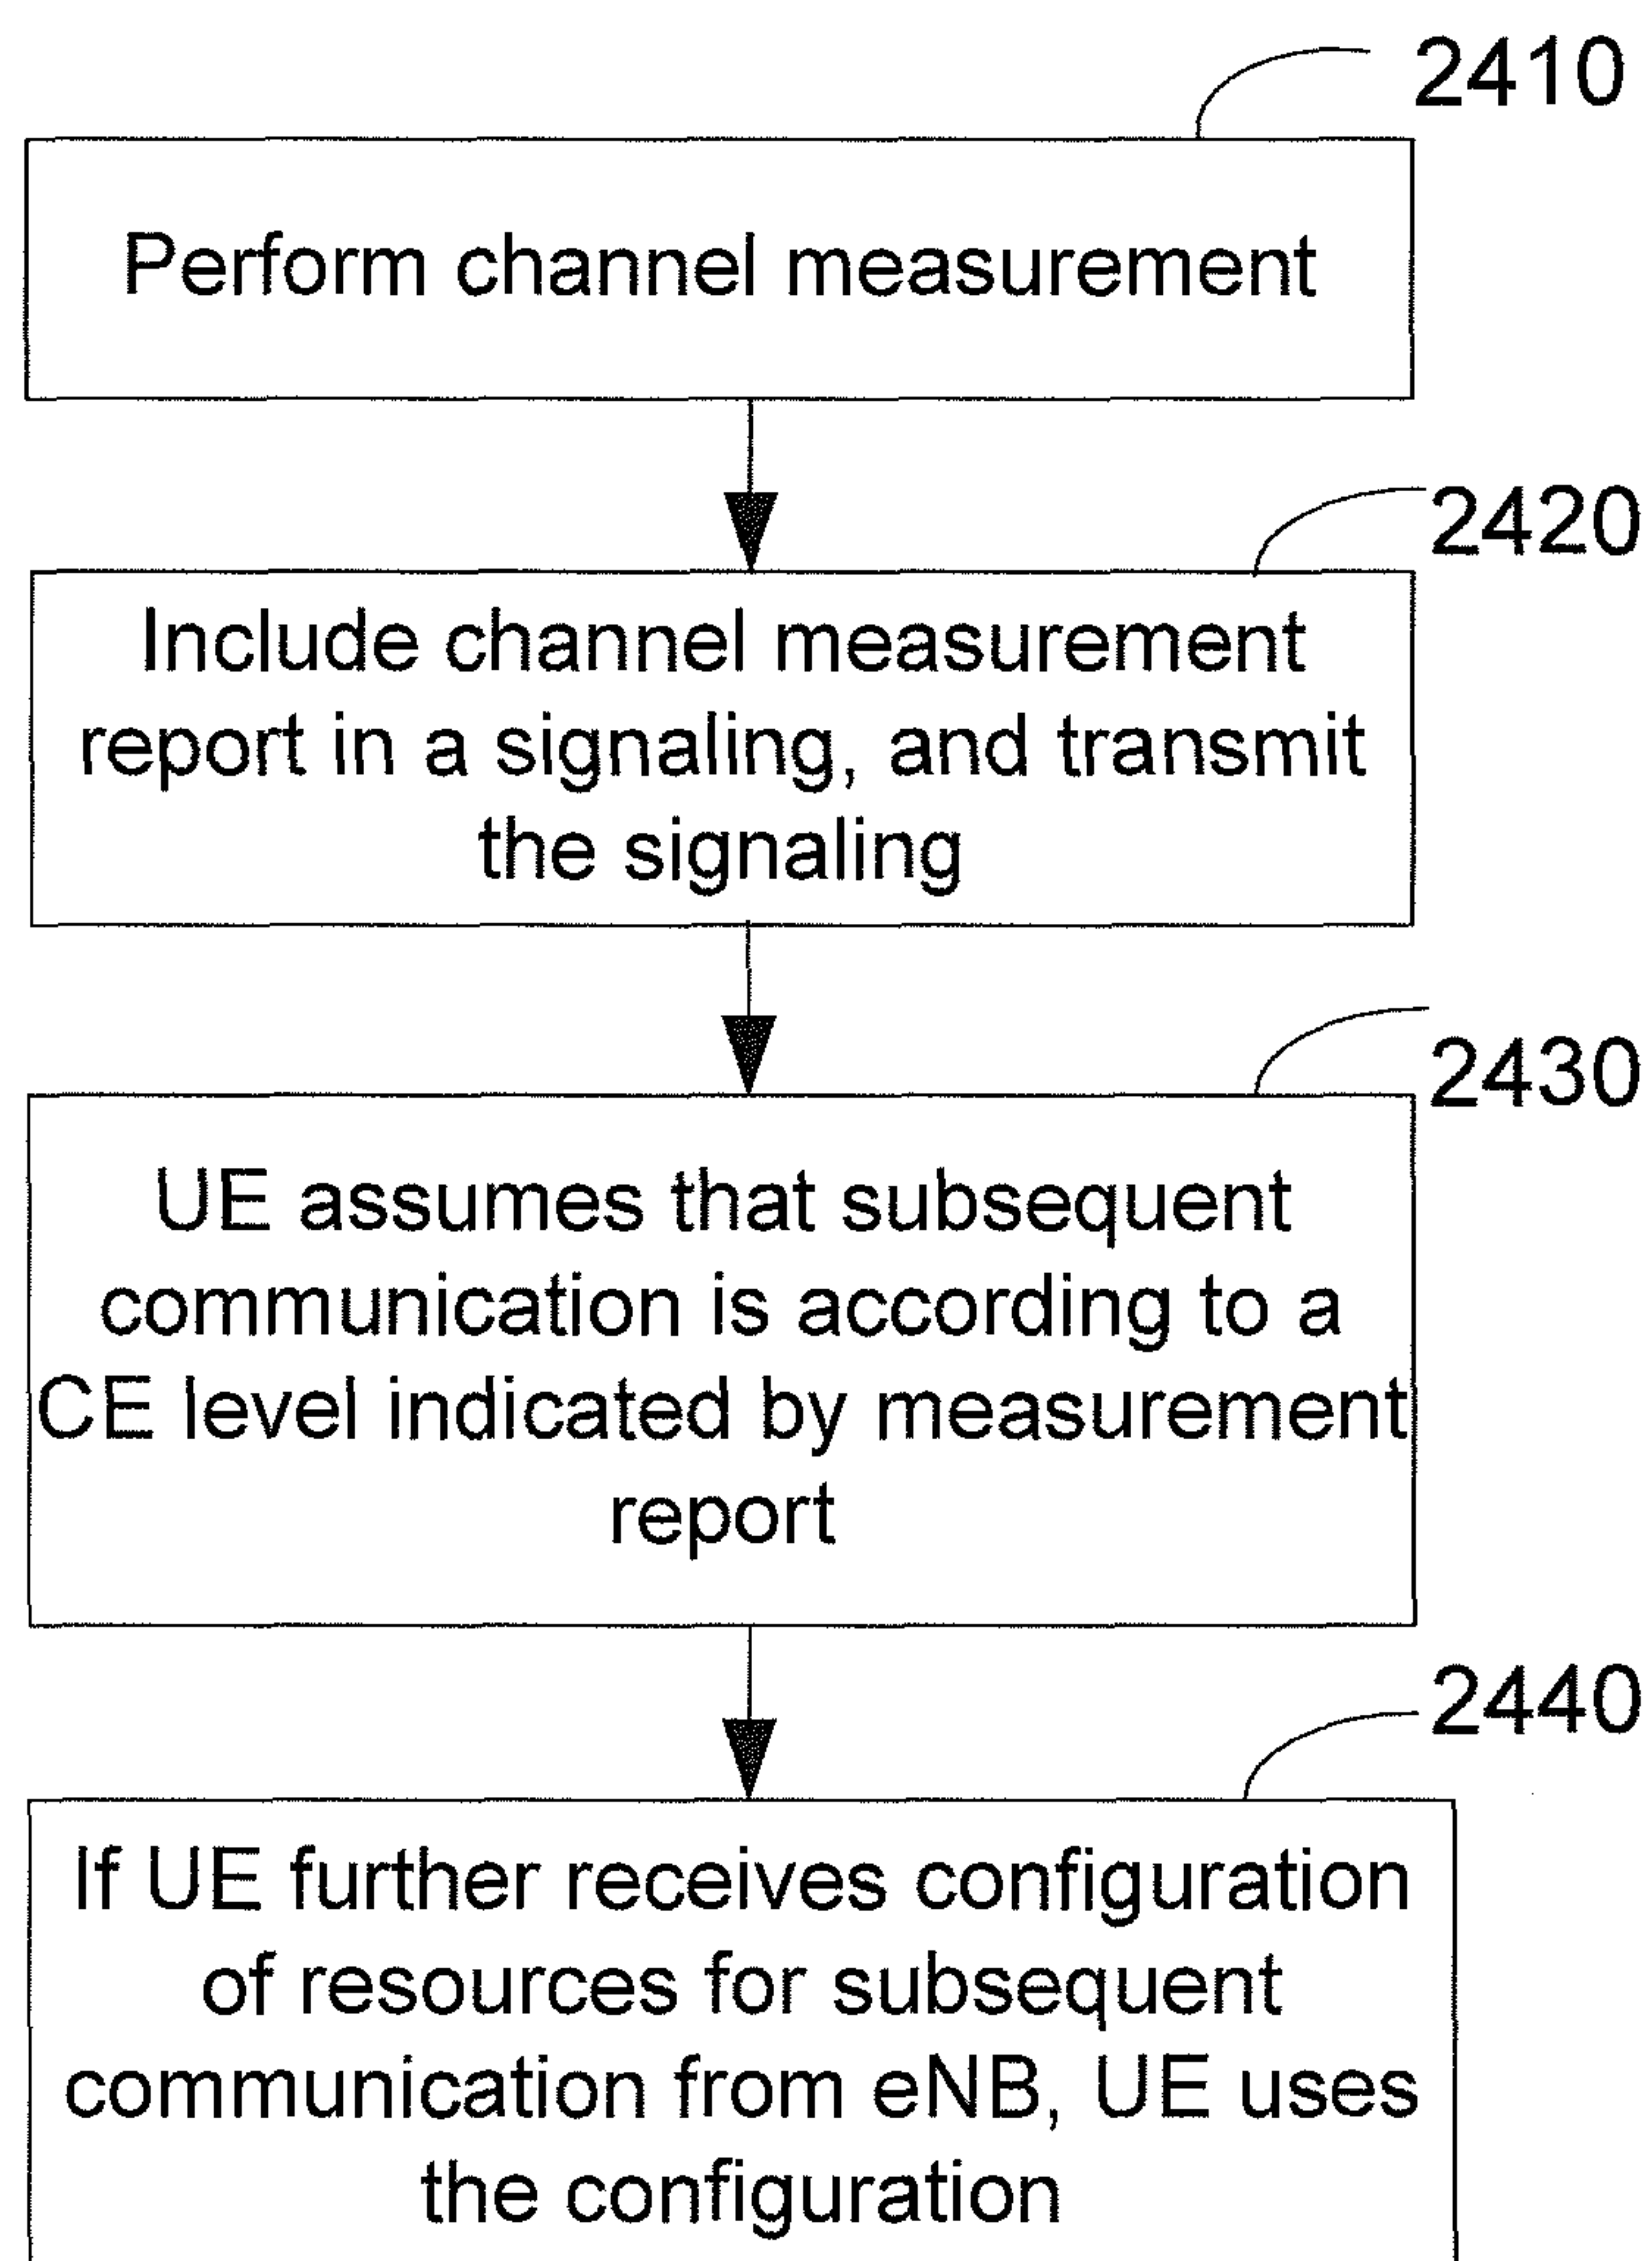 2410
Perform channel measurement
2420
Include channel measurement
report in a signaling, and transmit
the signaling
2430
UE assumes that subsequent
communication is according to a
CE level indicated by measurement
report
2440
If UE further receives configuration
of resources for subsequent
communication from eNB, UE uses
the configuration